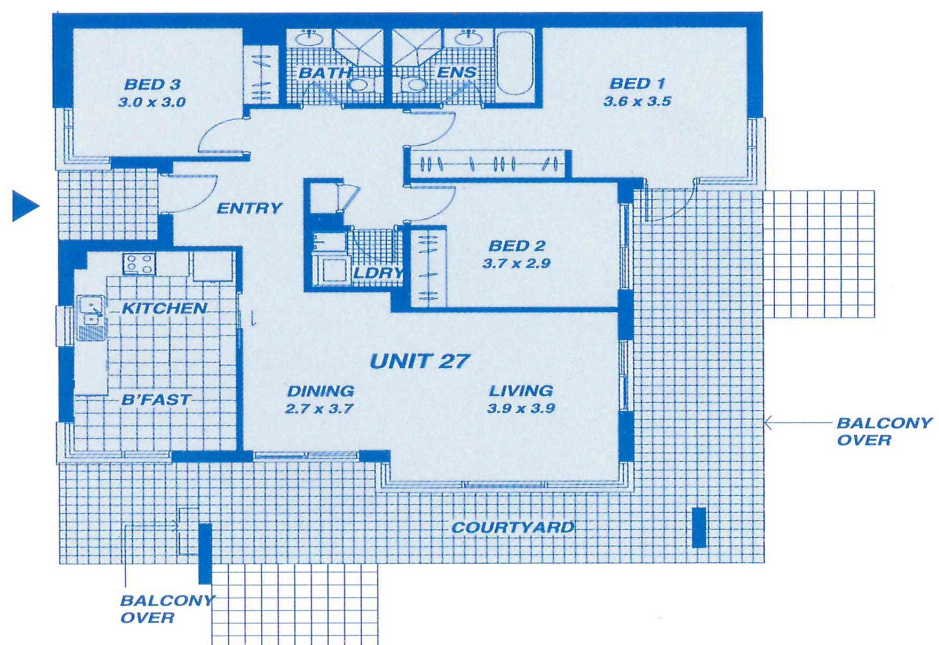 BED 3
3.0 x 3.0
BATH
ENS
BED 1
3.6 x 3.5
ENTRY
BED 2
3.7 x 2.9
LDRY
KITCHEN
UNIT 27
DINING
2.7 x 3.7
LIVING
3.9 x 3.9
B'FAST
BALCONY
OVER
COURTYARD
BALCONY
OVER